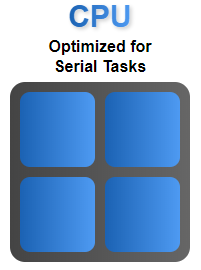 CPU
Optimized for
Serial Tasks